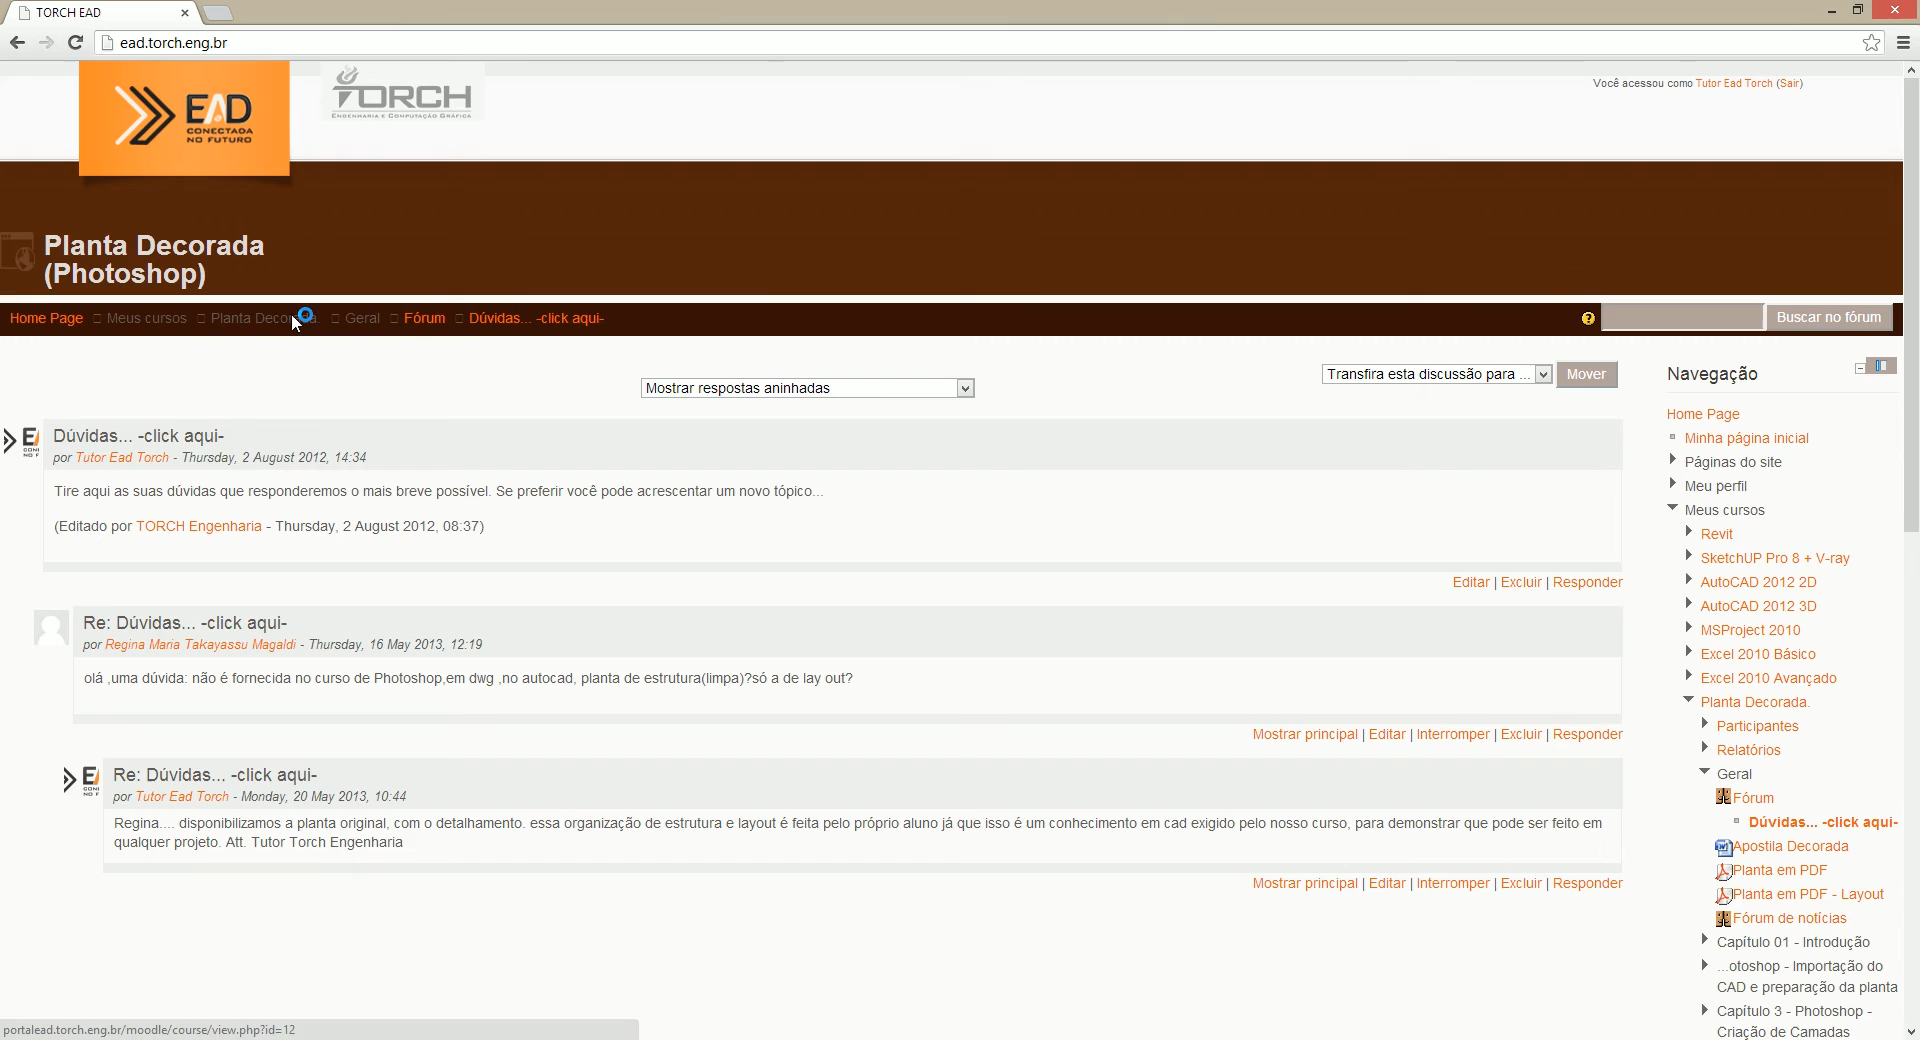 TORCH EAD
ead.torch.eng.br
EAD
CONECTADA
NO FUTURO
TORCH
ENGENHARIA E COMPUTAÇÃO GRÁFICA
Você acessou como Tutor Ead Torch (Sair)
Planta Decorada
(Photoshop)
Home Page Meus cursos Planta Decorada. Geral Fórum Dúvidas... -click aqui-
Buscar no fórum
Mostrar respostas aninhadas
Transfira esta discussão para ...
Mover
Dúvidas... -click aqui-
por Tutor Ead Torch - Thursday, 2 August 2012, 14:34
Tire aqui as suas dúvidas que responderemos o mais breve possível. Se preferir você pode acrescentar um novo tópico...
(Editado por TORCH Engenharia - Thursday, 2 August 2012, 08:37)
Editar | Excluir | Responder
Re: Dúvidas... -click aqui-
por Regina Maria Takayassu Magaldi - Thursday, 16 May 2013, 12:19
olá ,uma dúvida: não é fornecida no curso de Photoshop,em dwg ,no autocad, planta de estrutura(limpa)?só a de lay out?
Mostrar principal | Editar | Interromper | Excluir | Responder
Re: Dúvidas... -click aqui-
por Tutor Ead Torch - Monday, 20 May 2013, 10:44
Regina.... disponibilizamos a planta original, com o detalhamento. essa organização de estrutura e layout é feita pelo próprio aluno já que isso é um conhecimento em cad exigido pelo nosso curso, para demonstrar que pode ser feito em
qualquer projeto. Att. Tutor Torch Engenharia
Mostrar principal | Editar | Interromper | Excluir | Responder
Navegação
Home Page
Minha página inicial
Páginas do site
Meu perfil
Meus cursos
Revit
SketchUP Pro 8 + V-ray
AutoCAD 2012 2D
AutoCAD 2012 3D
MSProject 2010
Excel 2010 Básico
Excel 2010 Avançado
Planta Decorada.
Participantes
Relatórios
Geral
Fórum
Dúvidas... -click aqui-
Apostila Decorada
Planta em PDF
Planta em PDF - Layout
Fórum de notícias
Capítulo 01 - Introdução
...otoshop - Importação do
CAD e preparação da planta
Capítulo 3 - Photoshop -
Criação de Camadas
portalead.torch.eng.br/moodle/course/view.php?id=12